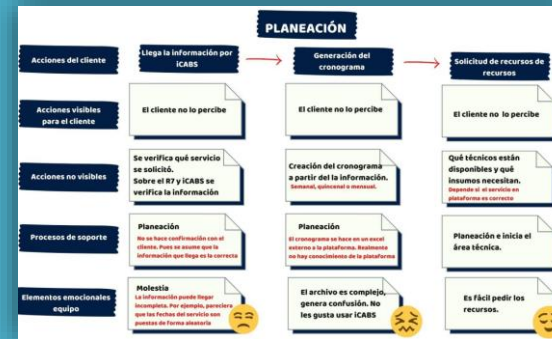 PLANEACIÓN
Acciones del cliente
Llega la información por
iCABS
Generación del
cronograma
Solicitud de recursos de
recursos
Acciones visibles
para el cliente
El cliente no lo percibe
El cliente no lo percibe
El cliente no lo percibe
Acciones no visibles
Se verifica qué servicio
se solicitó.
Sobre el R7 y iCABS se
verifica la información
Creación del cronograma
a partir del la información.
Semanal, quincenal o mensual.
Qué técnicos están
disponibles y qué
insumos necesitan.
Depende si el servicio en
plataforma es correcto
Procesos de soporte
Planeación
No se hace confirmación con el
cliente. Pues se asume que la
información que llega es la correcta
Planeación
El cronograma se hace en un excel
externo a la plataforma. Realmente
no hay conocimiento de la plataforma
Planeación e inicia el
área técnica.
Elementos emocionales
equipo
Molestia
La información puede llegar
incompleta. Por ejemplo, pareciera
que las fechas del servicio son
puestas de forma aleatoria
El archivo es complejo,
genera confusión. No
les gusta usar iCABS
Es fácil pedir los
recursos.